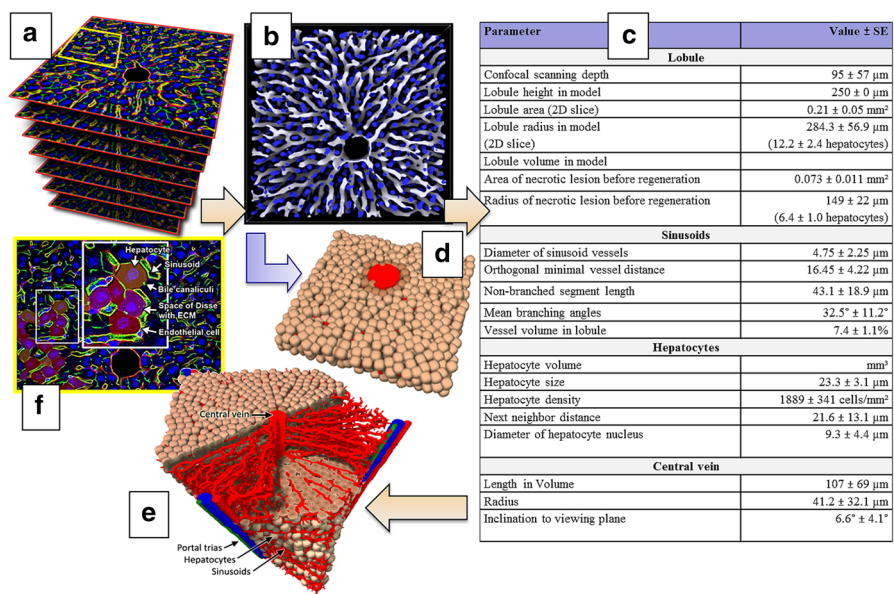 a
b
c
Parameter Value ± SE
Lobule
Confocal scanning depth 95 ± 57 µm
Lobule height in model 250 ± 0 µm
Lobule area (2D slice) 0.21 ± 0.05 mm²
Lobule radius in model 284.3 ± 56.9 µm
(2D slice) (12.2 ± 2.4 hepatocytes)
Lobule volume in model
Area of necrotic lesion before regeneration 0.073 ± 0.011 mm²
Radius of necrotic lesion before regeneration 149 ± 22 µm
(6.4 ± 1.0 hepatocytes)
Sinusoids
Diameter of sinusoid vessels 4.75 ± 2.25 µm
Orthogonal minimal vessel distance 16.45 ± 4.22 µm
Non-branched segment length 43.1 ± 18.9 µm
Mean branching angles 32.5° ± 11.2°
Vessel volume in lobule 7.4 ± 1.1%
Hepatocytes
Hepatocyte volume mm³
Hepatocyte size 23.3 ± 3.1 µm
Hepatocyte density 1889 ± 341 cells/mm²
Next neighbor distance 21.6 ± 13.1 µm
Diameter of hepatocyte nucleus 9.3 ± 4.4 µm
Central vein
Length in Volume 107 ± 69 µm
Radius 41.2 ± 32.1 µm
Inclination to viewing plane 6.6° ± 4.1°
d
Hepatocyte
Sinusoid
Bile canaliculi
Space of Disse
with ECM
Endothelial cell
f
Central vein
e
Portal trias
Hepatocytes
Sinusoids